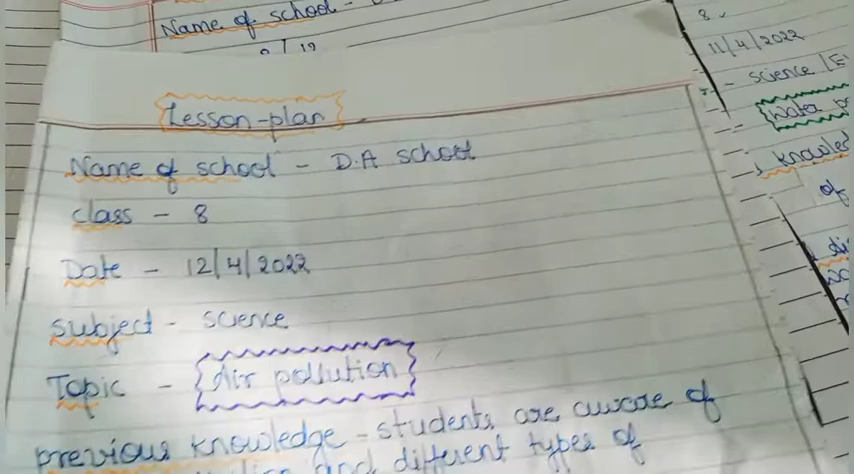 Name of school -
Lesson-plan
Name of school - D.A school
class - 8
Date - 12/4/2022
subject - science
Topic - Air pollution
previous knowledge - students are aware of
and different types of
8
11/4/2022
- science
knowled
of